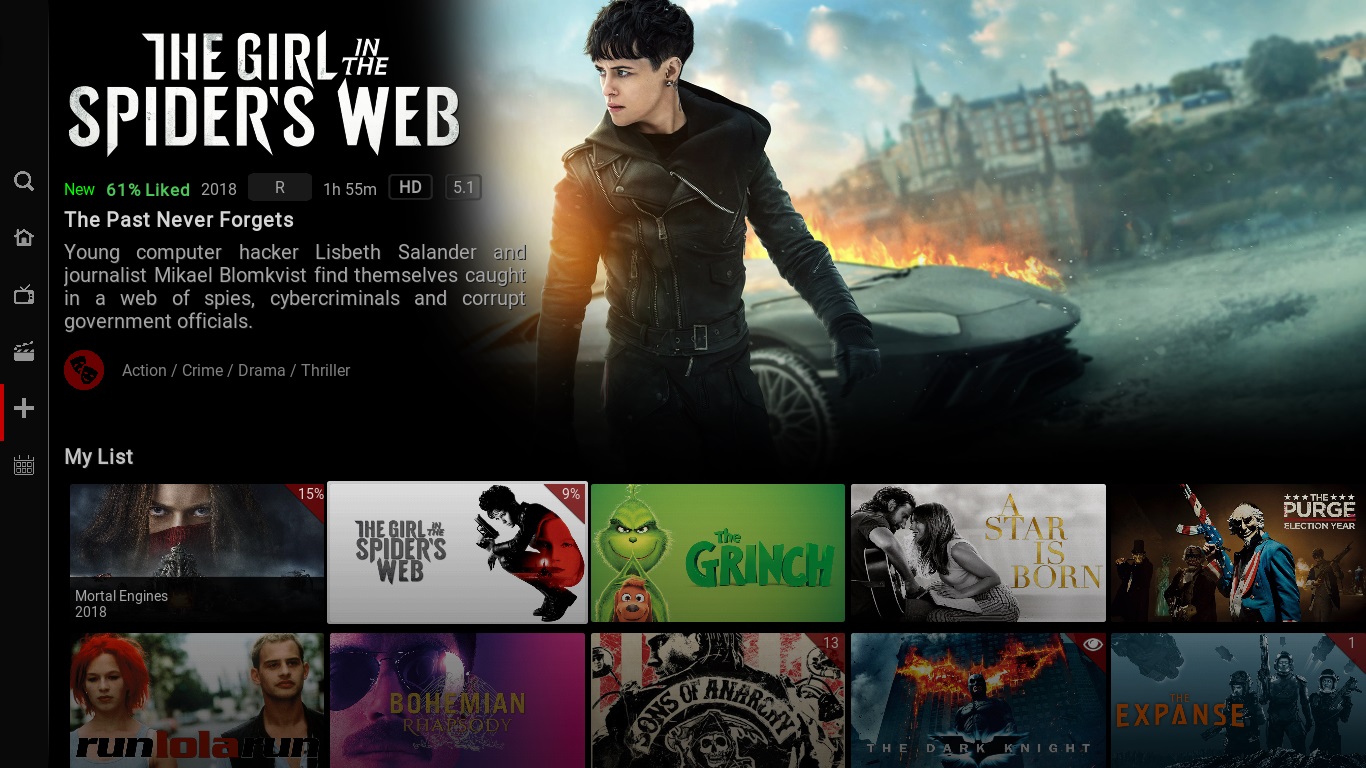 THE GIRL IN THE
SPIDER'S WEB
New 61% Liked 2018 R 1h 55m HD 5.1
The Past Never Forgets
Young computer hacker Lisbeth Salander and
journalist Mikael Blomkvist find themselves caught
in a web of spies, cybercriminals and corrupt
government officials.
Action / Crime / Drama / Thriller
My List
15%
Mortal Engines
2018
9%
THE GIRL IN THE
SPIDER'S
WEB
The
GRINCH
A
STAR
IS
BORN
THE
PURGE
ELECTION YEAR
runlolarun
BOHEMIAN
RHAPSODY
13
SONS OF ANARCHY
THE DARK KNIGHT
1
THE
EXPANSE